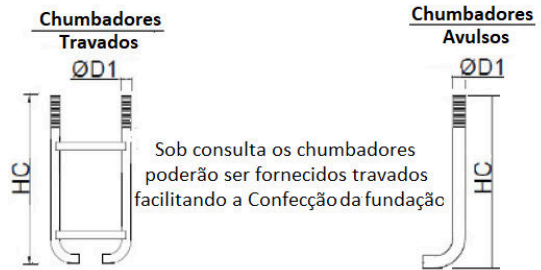 Chumbadores
Travados
ØD1
HC
Sob consulta os chumbadores
poderão ser fornecidos travados
facilitando a Confecção da fundação
Chumbadores
Avulsos
ØD1
HC